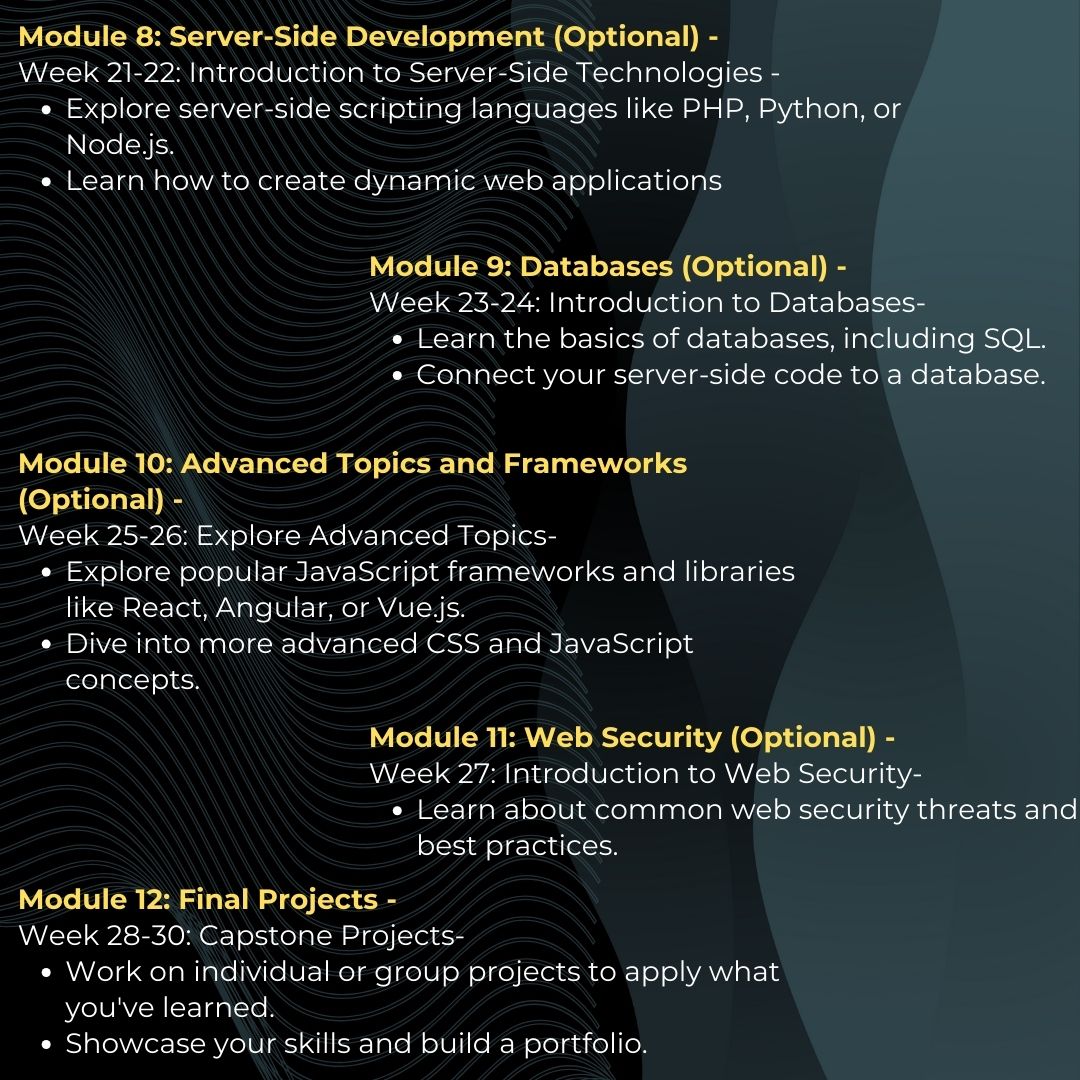 Module 8: Server-Side Development (Optional) -
Week 21-22: Introduction to Server-Side Technologies -
• Explore server-side scripting languages like PHP, Python, or
Node.js.
• Learn how to create dynamic web applications
Module 9: Databases (Optional) -
Week 23-24: Introduction to Databases-
• Learn the basics of databases, including SQL.
• Connect your server-side code to a database.
Module 10: Advanced Topics and Frameworks
(Optional) -
Week 25-26: Explore Advanced Topics-
• Explore popular JavaScript frameworks and libraries
like React, Angular, or Vue.js.
• Dive into more advanced CSS and JavaScript
concepts.
Module 11: Web Security (Optional) -
Week 27: Introduction to Web Security-
• Learn about common web security threats and
best practices.
Module 12: Final Projects -
Week 28-30: Capstone Projects-
• Work on individual or group projects to apply what
you've learned.
• Showcase your skills and build a portfolio.